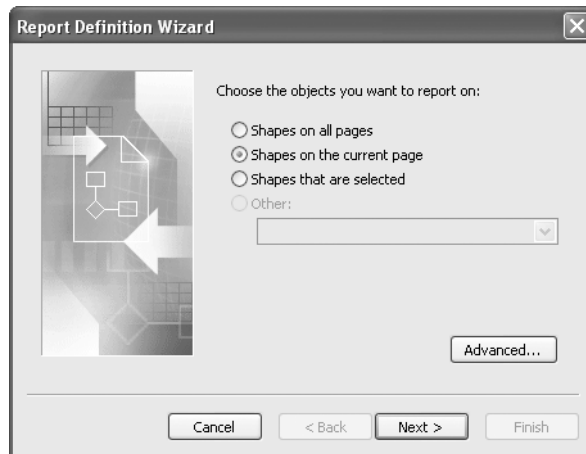 Report Definition Wizard
Choose the objects you want to report on:
Shapes on all pages
Shapes on the current page
Shapes that are selected
Other:
Advanced...
Cancel
< Back
Next >
Finish